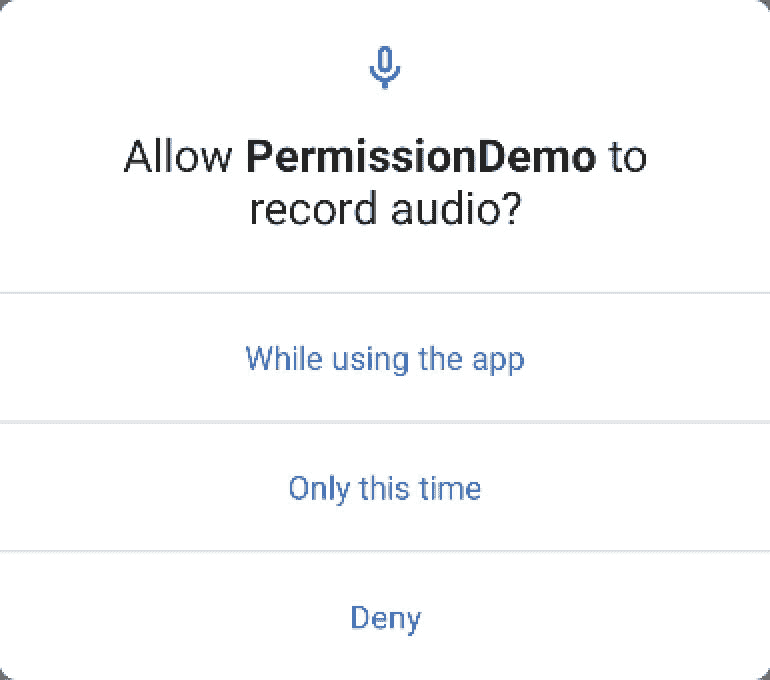 Allow PermissionDemo to
record audio?
While using the app
Only this time
Deny